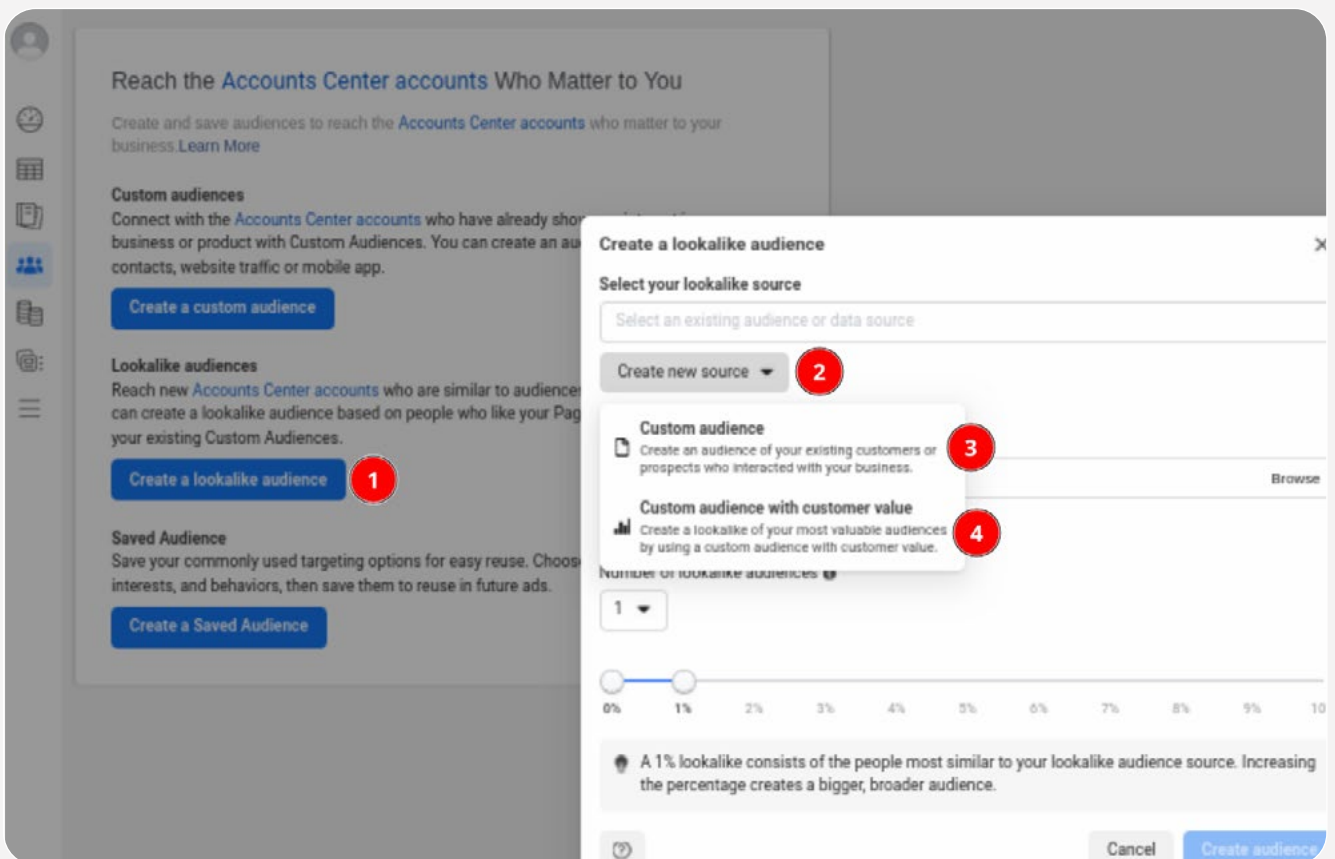 Reach the Accounts Center accounts Who Matter to You
Create and save audiences to reach the Accounts Center accounts who matter to your
business.Learn More
Custom audiences
Connect with the Accounts Center accounts who have already
business or product with Custom Audiences. You can create an
contacts, website traffic or mobile app.
Create a custom audience
Lookalike audiences
Reach new Accounts Center accounts who are similar to audiences
can create a lookalike audience based on people who like your
your existing Custom Audiences.
Create a lookalike audience
1
Saved Audience
Save your commonly used targeting options for easy reuse.
interests, and behaviors, then save them to reuse in future ads.
Create a Saved Audience
Create a lookalike audience
Select your lookalike source
Select an existing audience or data source
Create new source
2
Custom audience
Create an audience of your existing customers or
prospects who interacted with your business.
3
Browse
Custom audience with customer value
Create a lookalike of your most valuable audiences
by using a custom audience with customer value.
4
Number of lookalike audiences
1
0% 1% 2% 3% 4% 5% 6% 7% 8% 9% 10
A 1% lookalike consists of the people most similar to your lookalike audience source. Increasing
the percentage creates a bigger, broader audience.
Cancel
Create audience